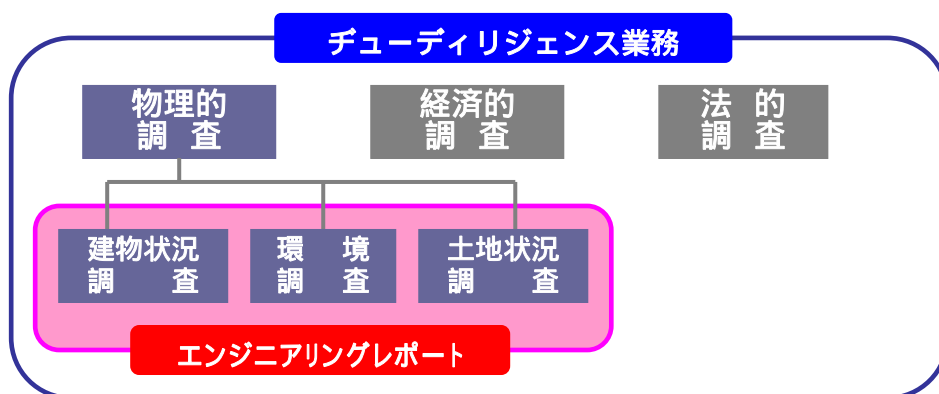 デューディリジェンス業務
物理的
調 査
経済的
調 査
法 的
調 査
建物状況
調 査
環 境
調 査
土地状況
調 査
エンジニアリングレポート